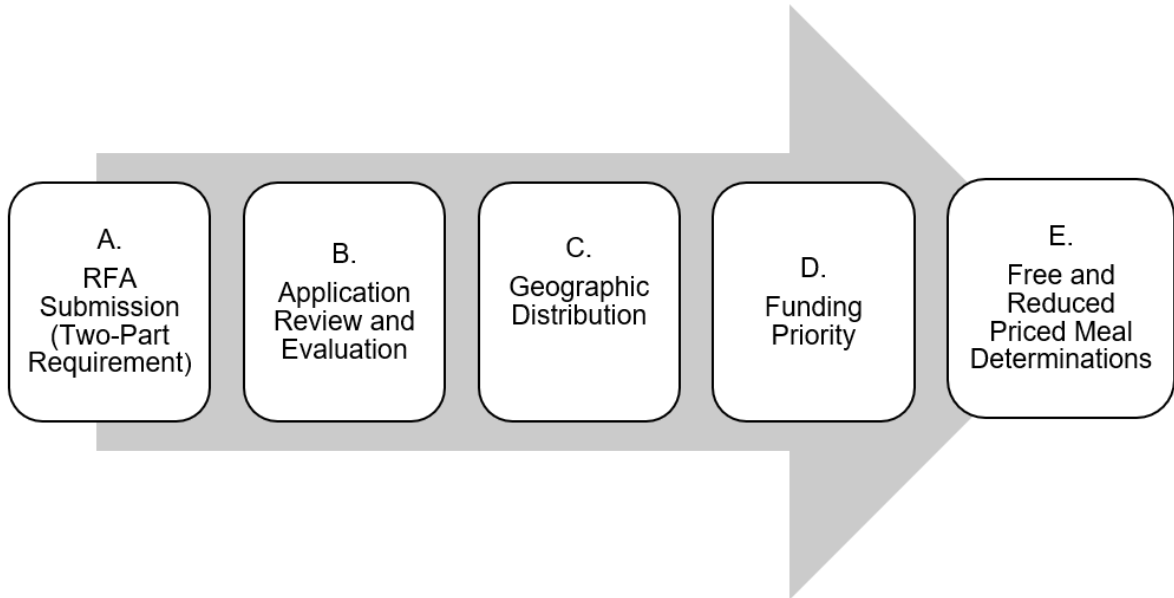 A.
RFA
Submission
(Two-Part
Requirement)
B.
Application
Review and
Evaluation
C.
Geographic
Distribution
D.
Funding
Priority
E.
Free and
Reduced
Priced Meal
Determinations